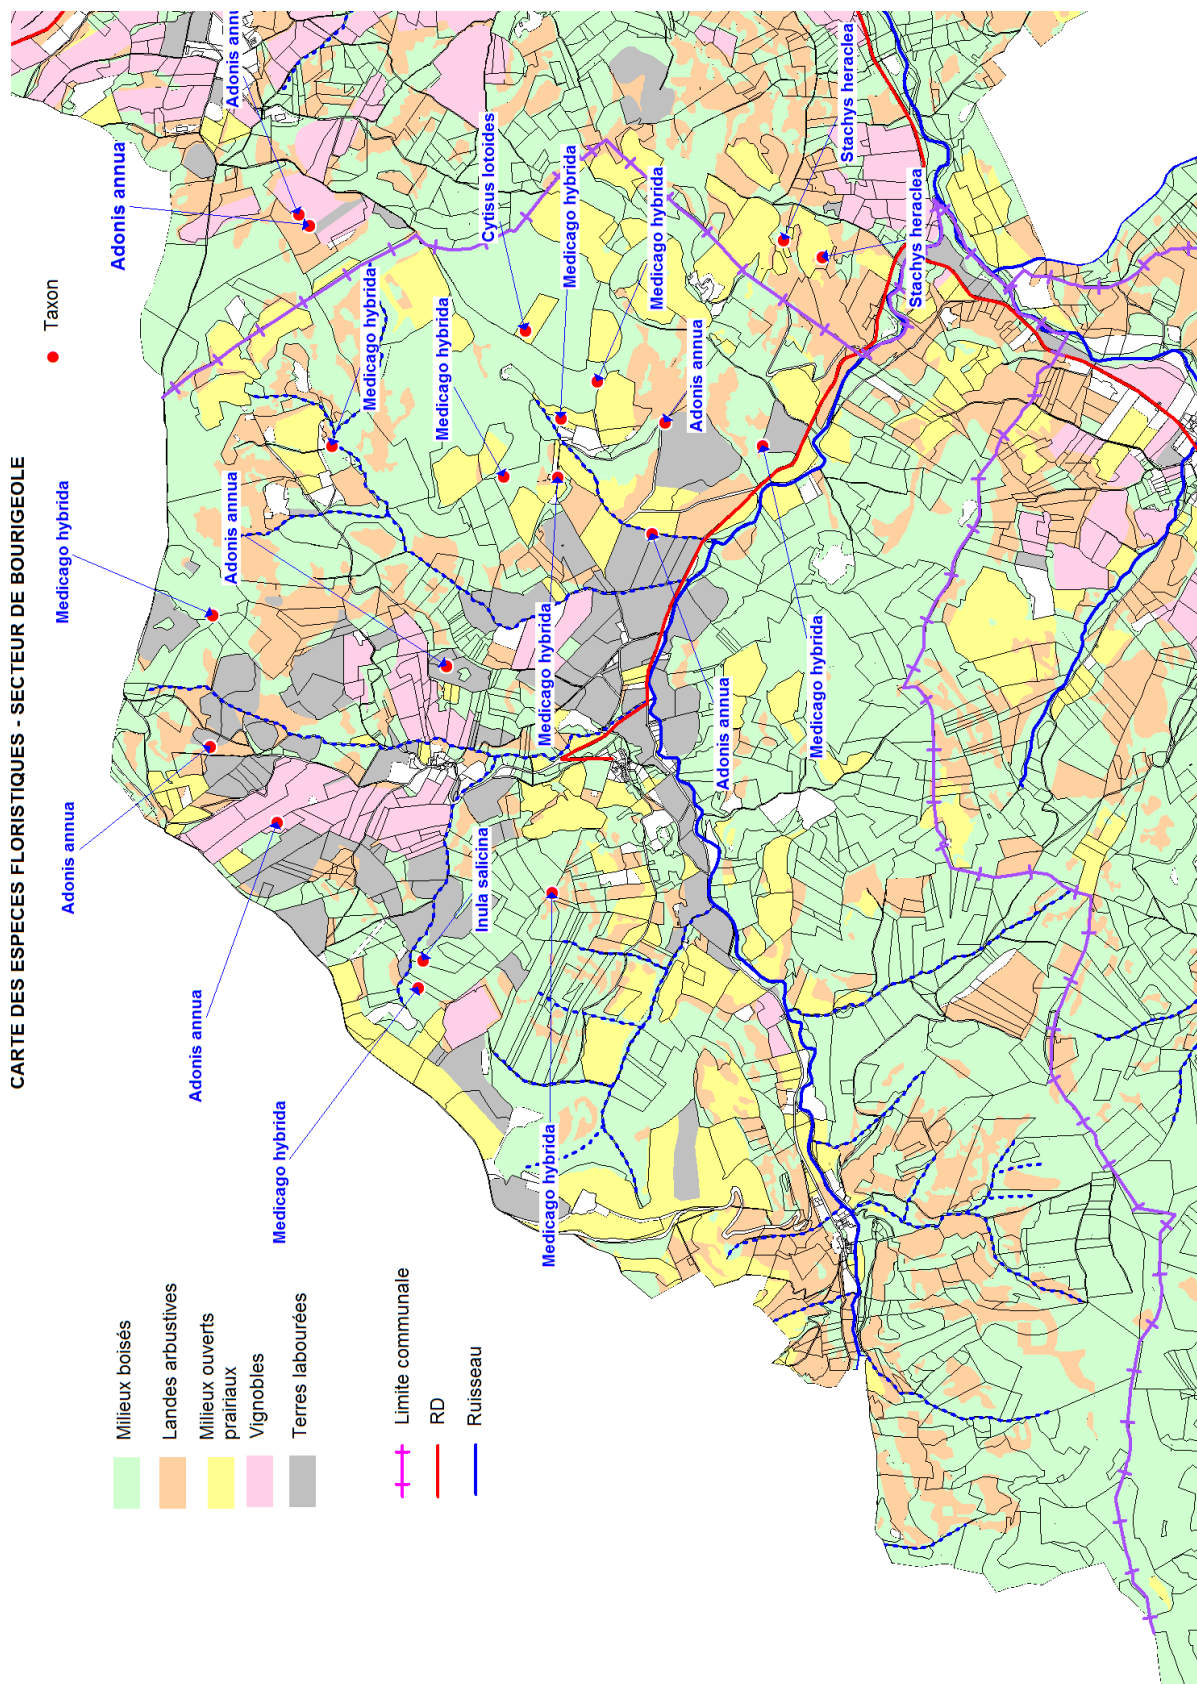 CARTE DES ESPECES FLORISTIQUES - SECTEUR DE BOURIGEOLE
Taxon
Milieux boisés
Landes arbustives
Milieux ouverts
prairiaux
Vignobles
Terres labourées
Limite communale
RD
Ruisseau
Medicago hybrida
Adonis annua
Adonis annua
Adonis annua
Adonis annua
Adonis annua
Medicago hybrida
Medicago hybrida
Medicago hybrida
Inula salicina
Medicago hybrida
Medicago hybrida
Cytisus lotoides
Medicago hybrida
Medicago hybrida
Medicago hybrida
Adonis annua
Adonis annua
Medicago hybrida
Stachys heraclea
Stachys heraclea